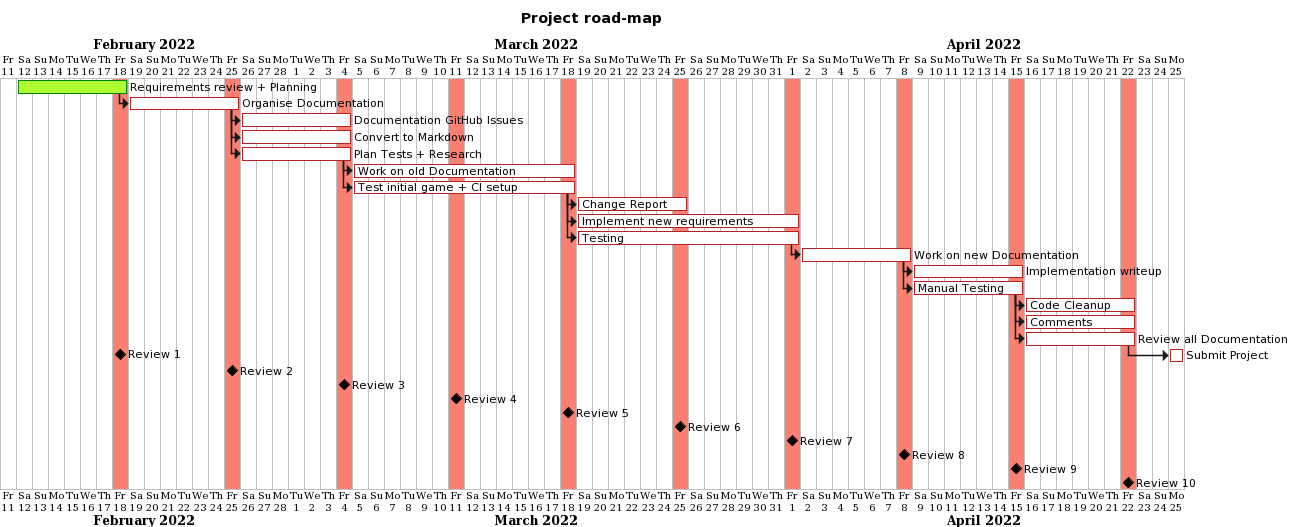 Project road-map
February 2022 March 2022 April 2022
Fr Sa Su Mo Tu We Th Fr Sa Su Mo Tu We Th Fr Sa Su Mo Tu We Th Fr Sa Su Mo Tu We Th Fr Sa Su Mo Tu We Th Fr Sa Su Mo Tu We Th Fr Sa Su Mo Tu We Th Fr Sa Su Mo Tu We Th Fr Sa Su Mo Tu We Th Fr Sa Su Mo Tu We Th Fr Sa Su Mo
11 12 13 14 15 16 17 18 19 20 21 22 23 24 25 26 27 28 1 2 3 4 5 6 7 8 9 10 11 12 13 14 15 16 17 18 19 20 21 22 23 24 25 26 27 28 29 30 31 1 2 3 4 5 6 7 8 9 10 11 12 13 14 15 16 17 18 19 20 21 22 23 24 25
Requirements review + Planning
Organise Documentation
Documentation GitHub Issues
Convert to Markdown
Plan Tests + Research
Work on old Documentation
Test initial game + CI setup
Change Report
Implement new requirements
Testing
Work on new Documentation
Implementation writeup
Manual Testing
Code Cleanup
Comments
Review all Documentation
Review 1
Submit Project
Review 2
Review 3
Review 4
Review 5
Review 6
Review 7
Review 8
Review 9
Review 10
Fr Sa Su Mo Tu We Th Fr Sa Su Mo Tu We Th Fr Sa Su Mo Tu We Th Fr Sa Su Mo Tu We Th Fr Sa Su Mo Tu We Th Fr Sa Su Mo Tu We Th Fr Sa Su Mo Tu We Th Fr Sa Su Mo Tu We Th Fr Sa Su Mo Tu We Th Fr Sa Su Mo Tu We Th Fr Sa Su Mo
11 12 13 14 15 16 17 18 19 20 21 22 23 24 25 26 27 28 1 2 3 4 5 6 7 8 9 10 11 12 13 14 15 16 17 18 19 20 21 22 23 24 25 26 27 28 29 30 31 1 2 3 4 5 6 7 8 9 10 11 12 13 14 15 16 17 18 19 20 21 22 23 24 25
February 2022 March 2022 April 2022